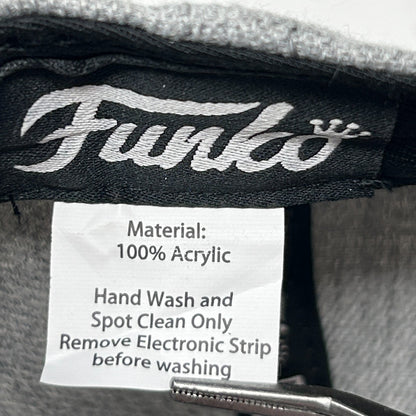 Funko
Material:
100% Acrylic
Hand Wash and
Spot Clean Only
Remove Electronic Strip
before washing